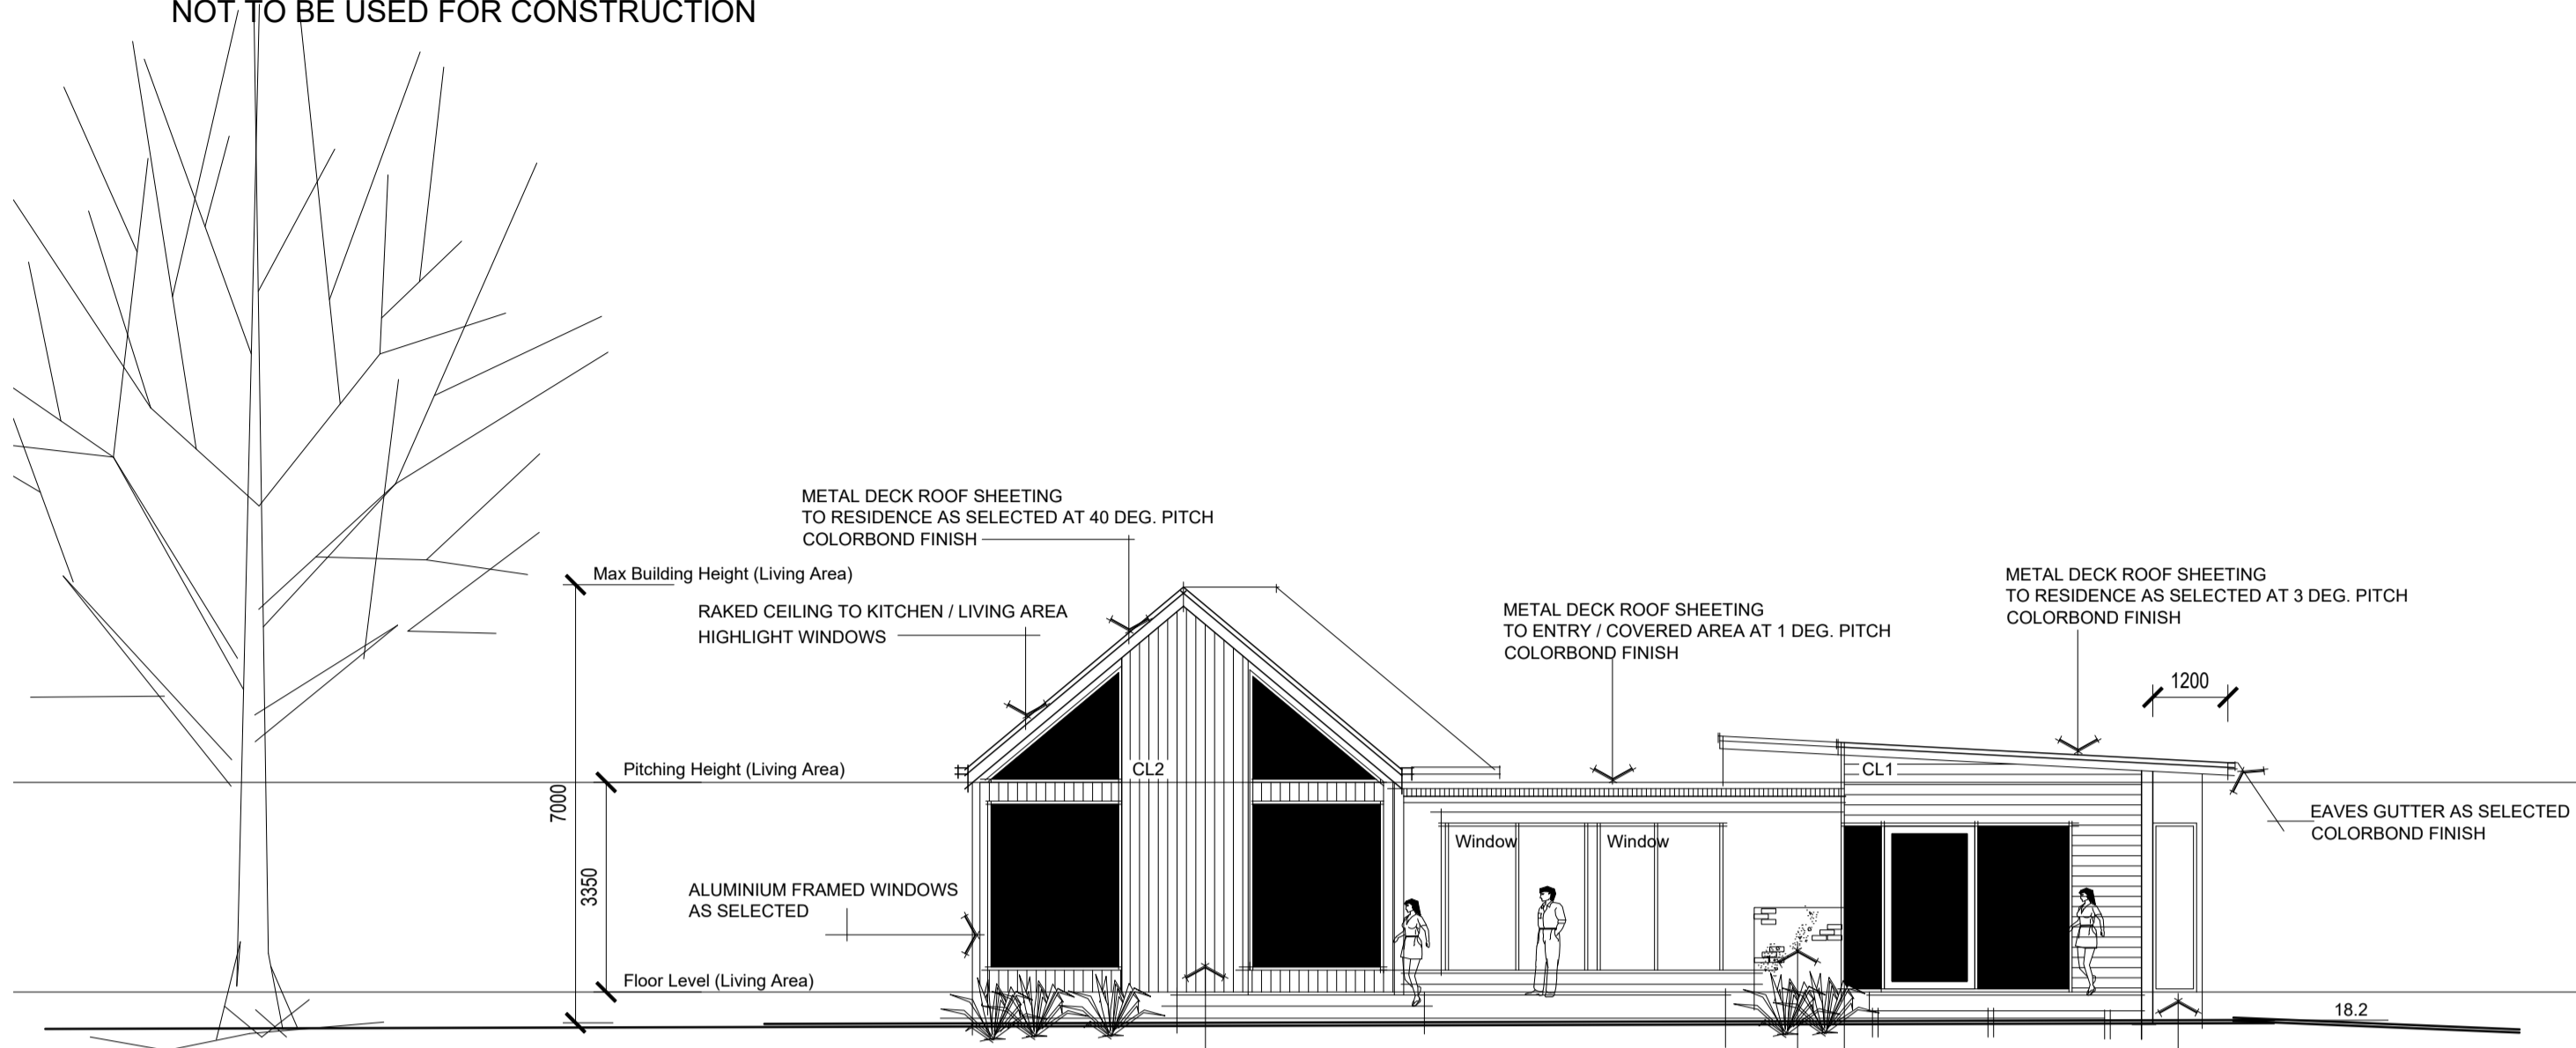 NOT TO BE USED FOR CONSTRUCTION
METAL DECK ROOF SHEETING
TO RESIDENCE AS SELECTED AT 40 DEG. PITCH
COLORBOND FINISH
Max Building Height (Living Area)
RAKED CEILING TO KITCHEN / LIVING AREA
HIGHLIGHT WINDOWS
METAL DECK ROOF SHEETING
TO ENTRY / COVERED AREA AT 1 DEG. PITCH
COLORBOND FINISH
METAL DECK ROOF SHEETING
TO RESIDENCE AS SELECTED AT 3 DEG. PITCH
COLORBOND FINISH
1200
Pitching Height (Living Area)
CL2
CL1
7000
3350
EAVES GUTTER AS SELECTED
COLORBOND FINISH
Window
Window
ALUMINIUM FRAMED WINDOWS
AS SELECTED
Floor Level (Living Area)
18.2